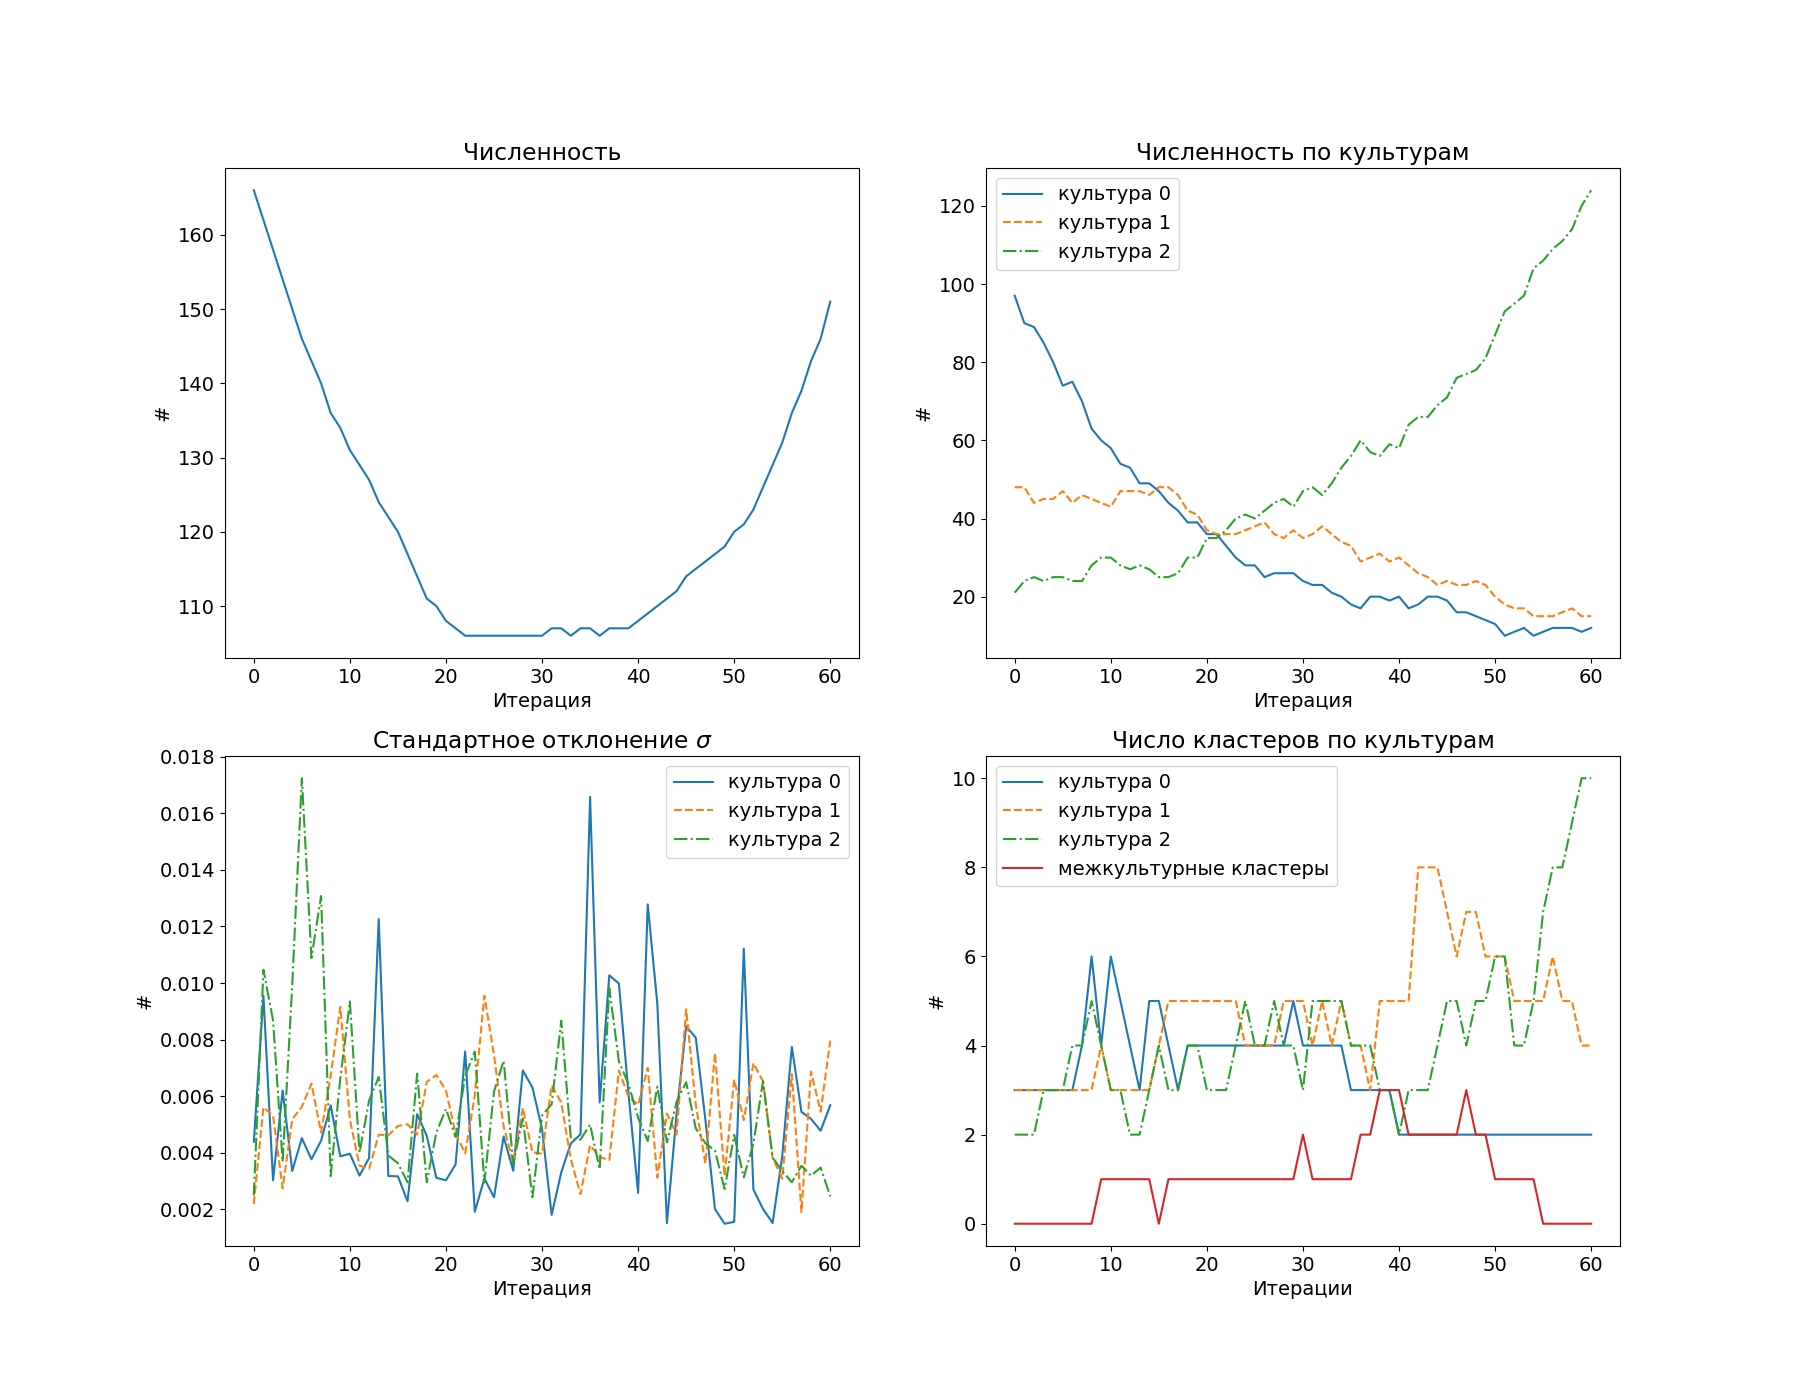 Численность
160
150
140
130
120
110
#
0 10 20 30 40 50 60
Итерация
Численность по культурам
культура 0
культура 1
культура 2
120
100
80
60
40
20
#
0 10 20 30 40 50 60
Итерация
Стандартное отклонение σ
культура 0
культура 1
культура 2
0.018
0.016
0.014
0.012
0.010
0.008
0.006
0.004
0.002
#
0 10 20 30 40 50 60
Итерация
Число кластеров по культурам
культура 0
культура 1
культура 2
межкультурные кластеры
10
8
6
4
2
0
#
0 10 20 30 40 50 60
Итерации